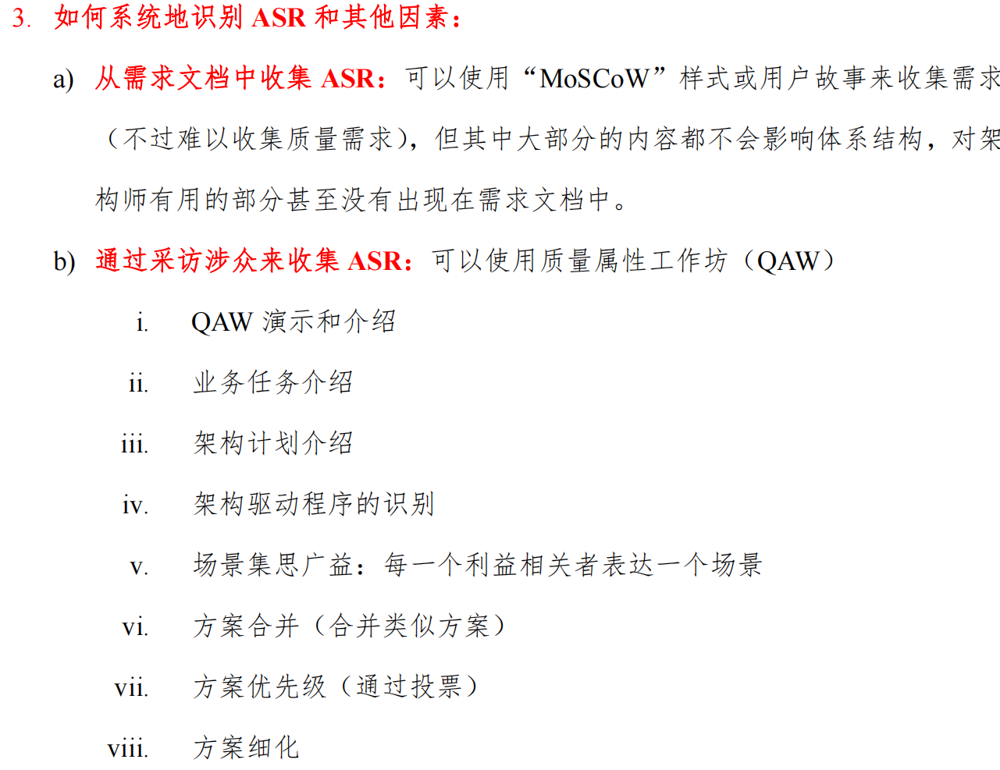 3. 如何系统地识别 ASR 和其他因素：
a) 从需求文档中收集 ASR：可以使用“MoSCoW”样式或用户故事来收集需求
（不过难以收集质量需求），但其中大部分的内容都不会影响体系结构，对架
构师有用的部分甚至没有出现在需求文档中。
b) 通过采访涉众来收集 ASR：可以使用质量属性工作坊（QAW）
i. QAW 演示和介绍
ii. 业务任务介绍
iii. 架构计划介绍
iv. 架构驱动程序的识别
v. 场景集思广益：每一个利益相关者表达一个场景
vi. 方案合并（合并类似方案）
vii. 方案优先级（通过投票）
viii. 方案细化